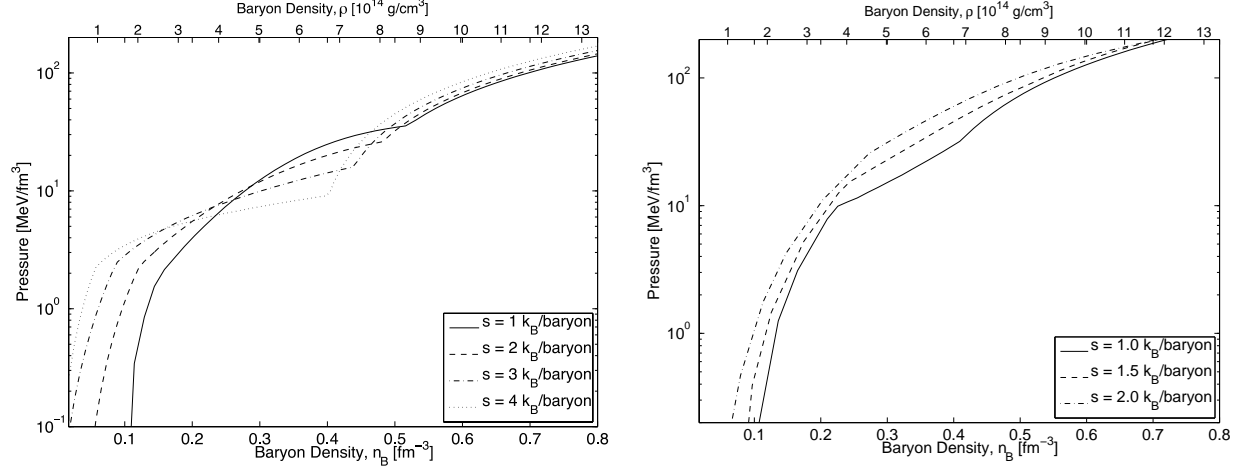 Baryon Density, ρ [10^14 g/cm^3]
1 2 3 4 5 6 7 8 9 10 11 12 13
10^2
10^1
10^0
10^-1
Pressure [MeV/fm^3]
s = 1 k_B/baryon
s = 2 k_B/baryon
s = 3 k_B/baryon
s = 4 k_B/baryon
0.1 0.2 0.3 0.4 0.5 0.6 0.7 0.8
Baryon Density, n_B [fm^-3]
Baryon Density, ρ [10^14 g/cm^3]
1 2 3 4 5 6 7 8 9 10 11 12 13
10^2
10^1
10^0
Pressure [MeV/fm^3]
s = 1.0 k_B/baryon
s = 1.5 k_B/baryon
s = 2.0 k_B/baryon
0.1 0.2 0.3 0.4 0.5 0.6 0.7 0.8
Baryon Density, n_B [fm^-3]